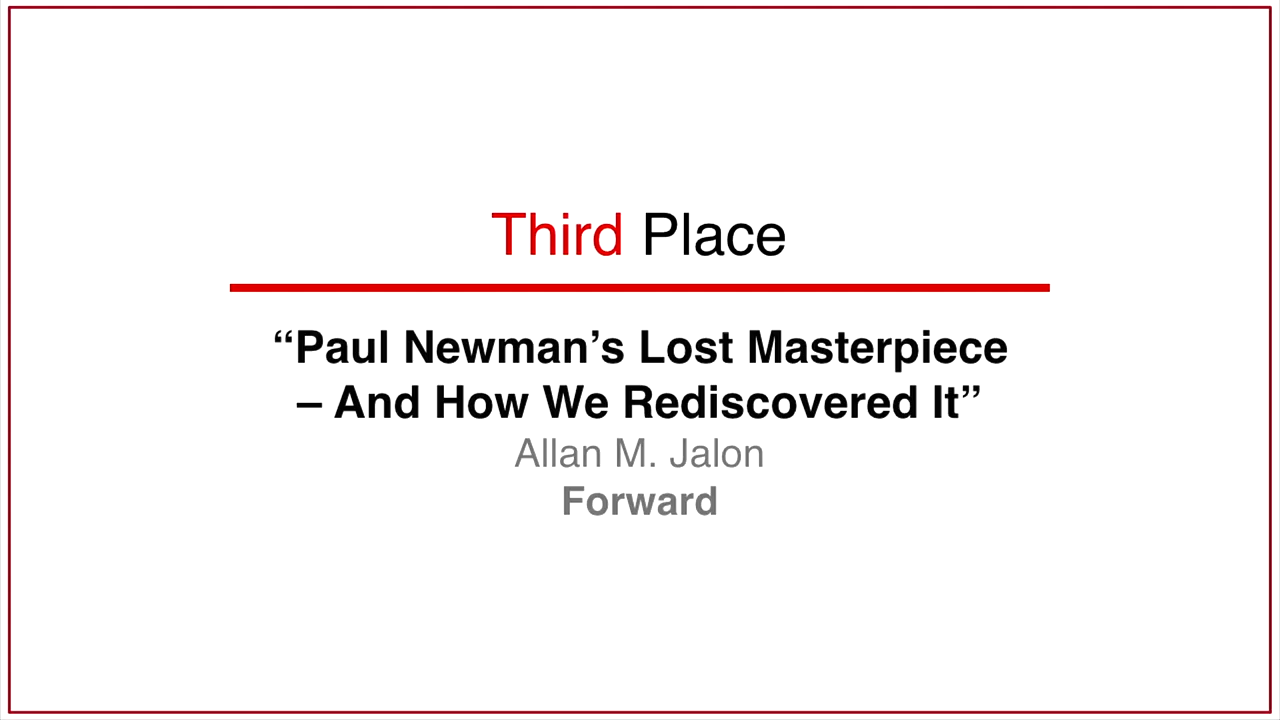 Third Place
“Paul Newman’s Lost Masterpiece
– And How We Rediscovered It”
Allan M. Jalon
Forward